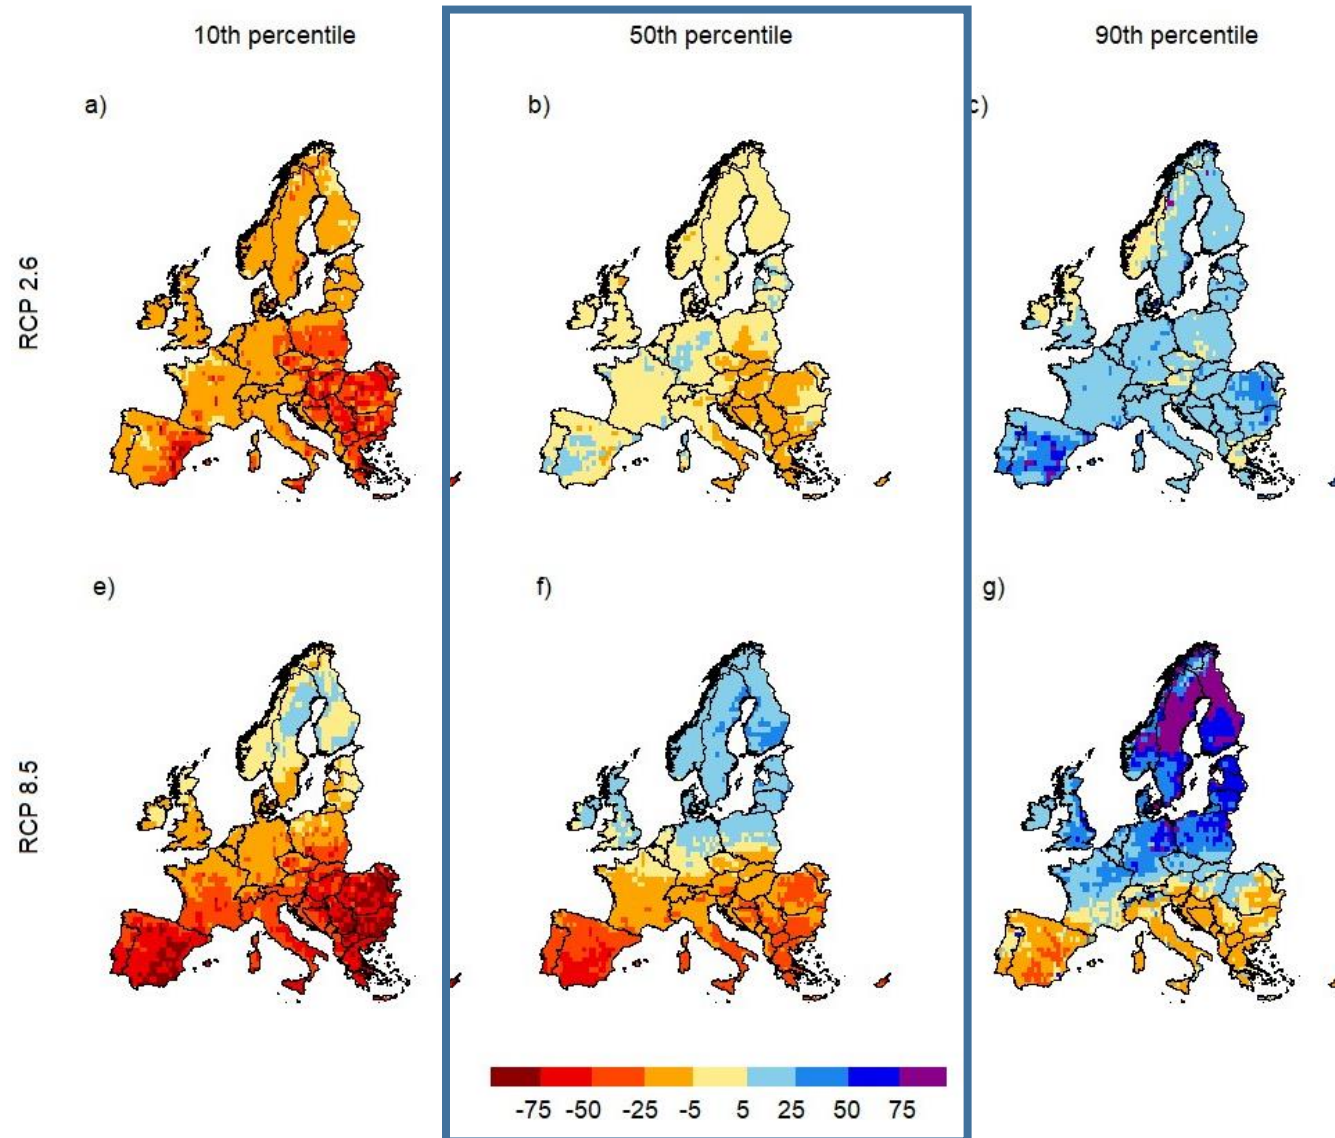 10th percentile 50th percentile 90th percentile
a) b) c)
RCP 2.6
e) f) g)
RCP 8.5
-75 -50 -25 -5 5 25 50 75